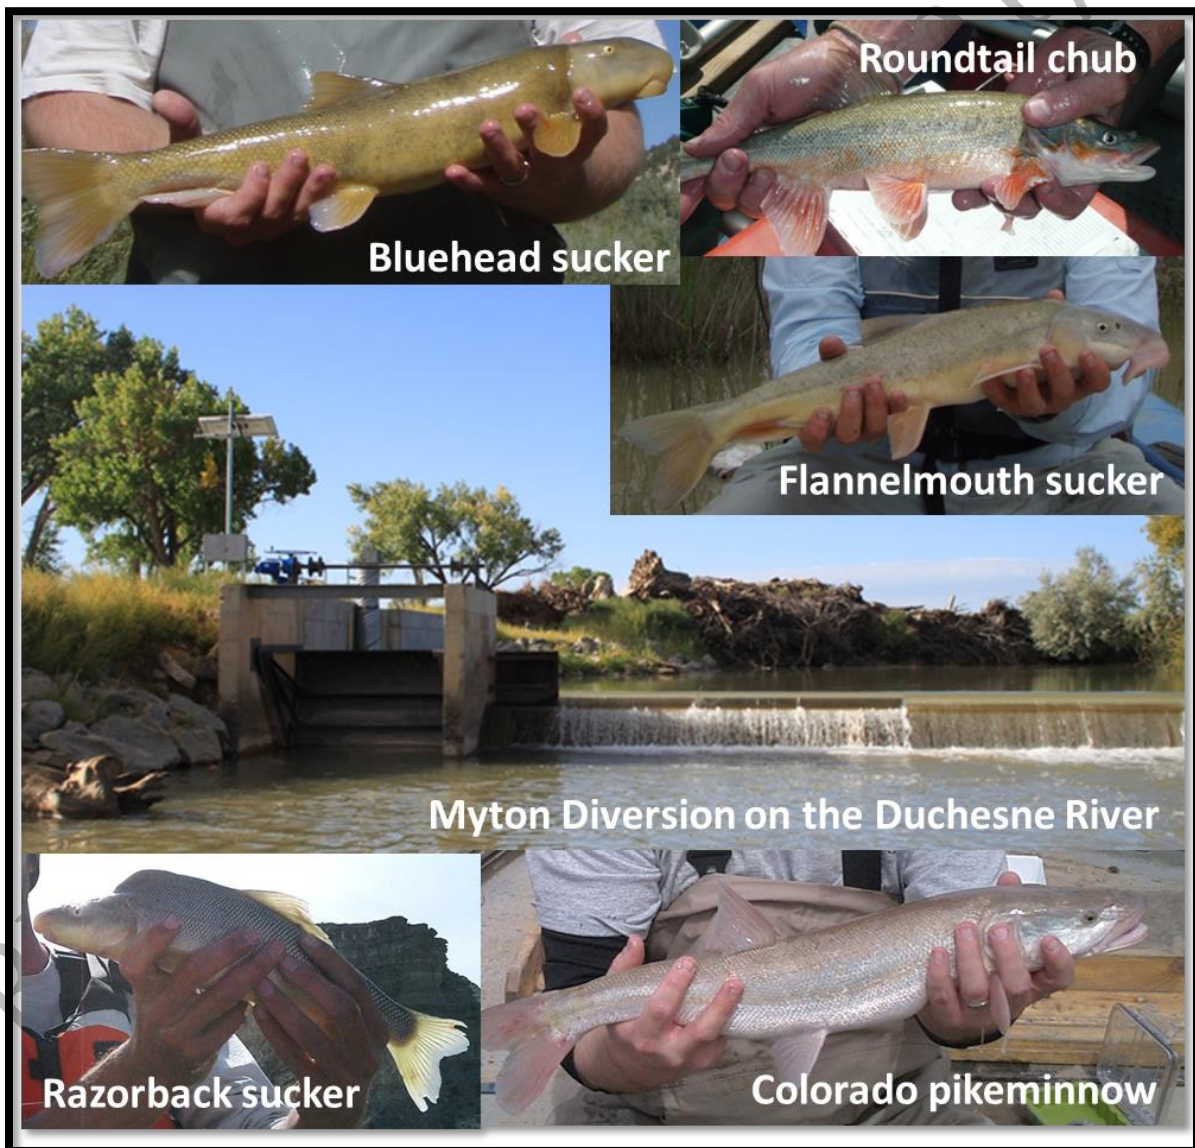 Roundtail chub
Bluehead sucker
Flannelmouth sucker
Myton Diversion on the Duchesne River
Razorback sucker
Colorado pikeminnow